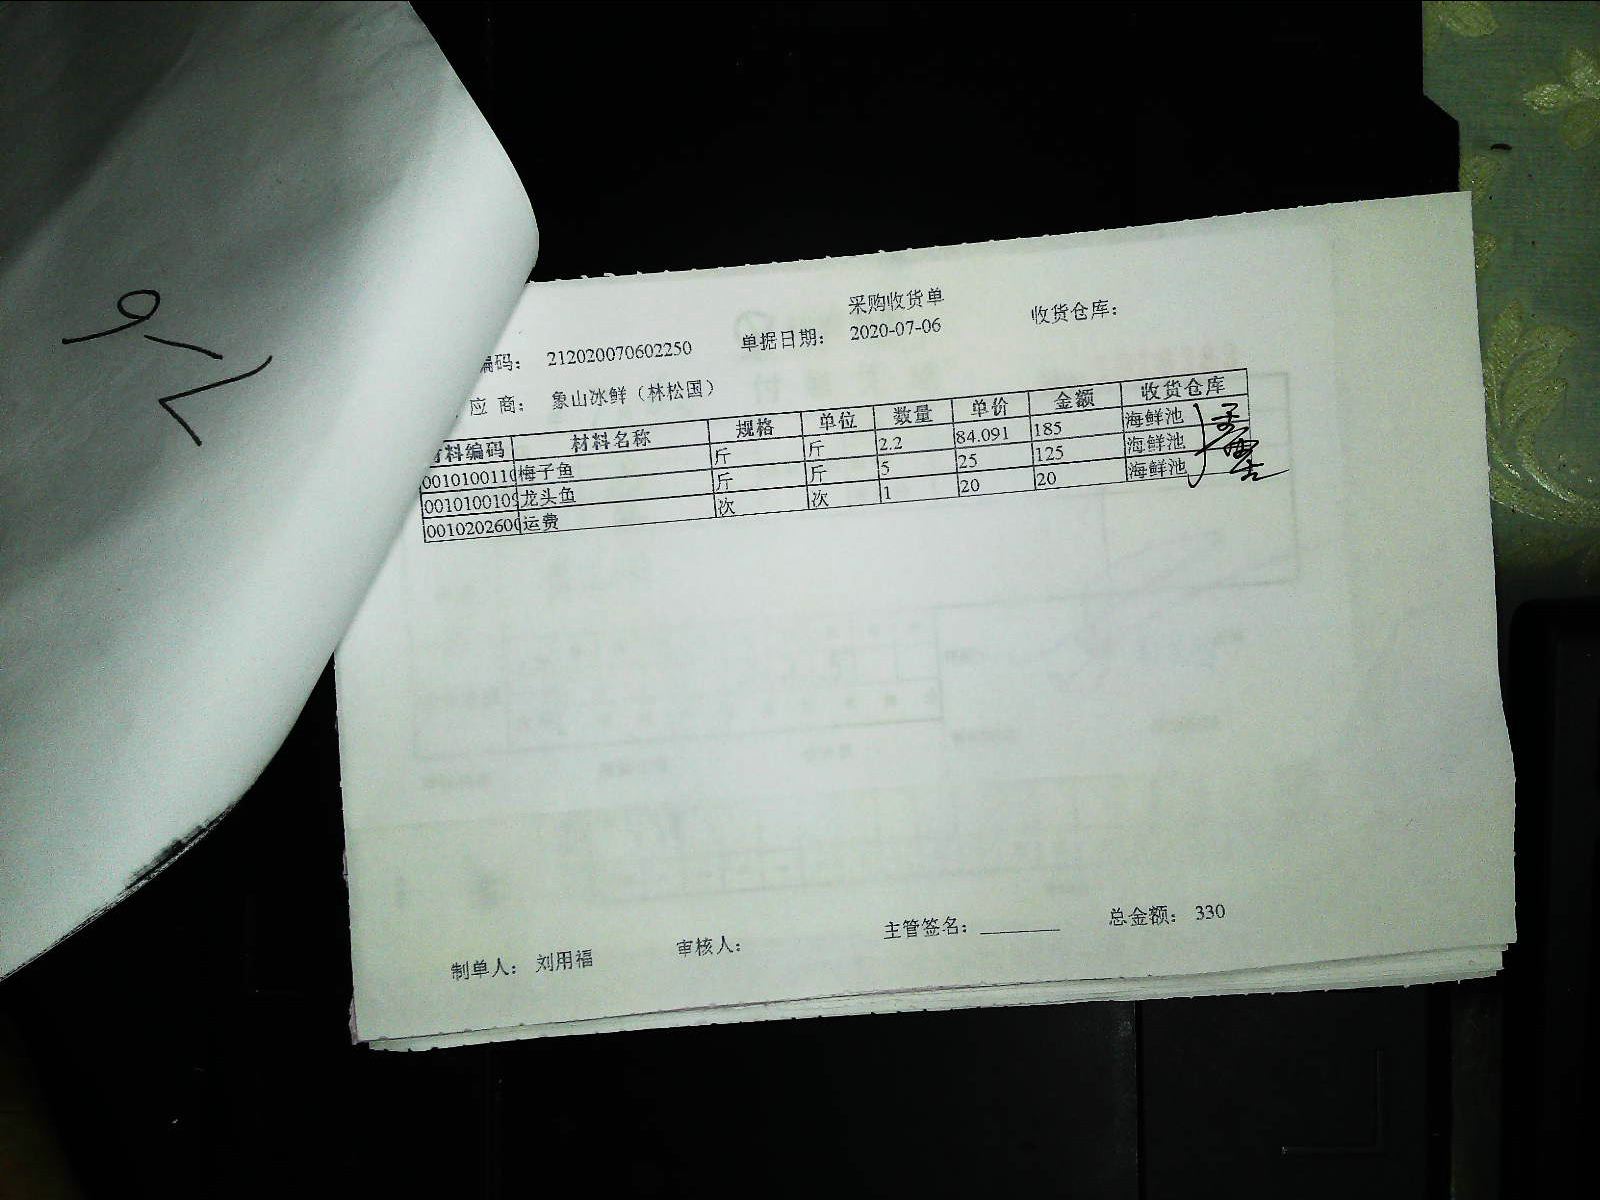 采购收货单
编码： 212020070602250 单据日期： 2020-07-06 收货仓库：
应 商： 象山冰鲜（林松国）
料编码 材料名称 规格 单位 数量 单价 金额 收货仓库
0010100110 梅子鱼 斤 斤 2.2 84.091 185 海鲜池
0010100109 龙头鱼 斤 斤 5 25 125 海鲜池
0010202600 运费 次 次 1 20 20 海鲜池
制单人： 刘用福 审核人： 主管签名： 总金额： 330